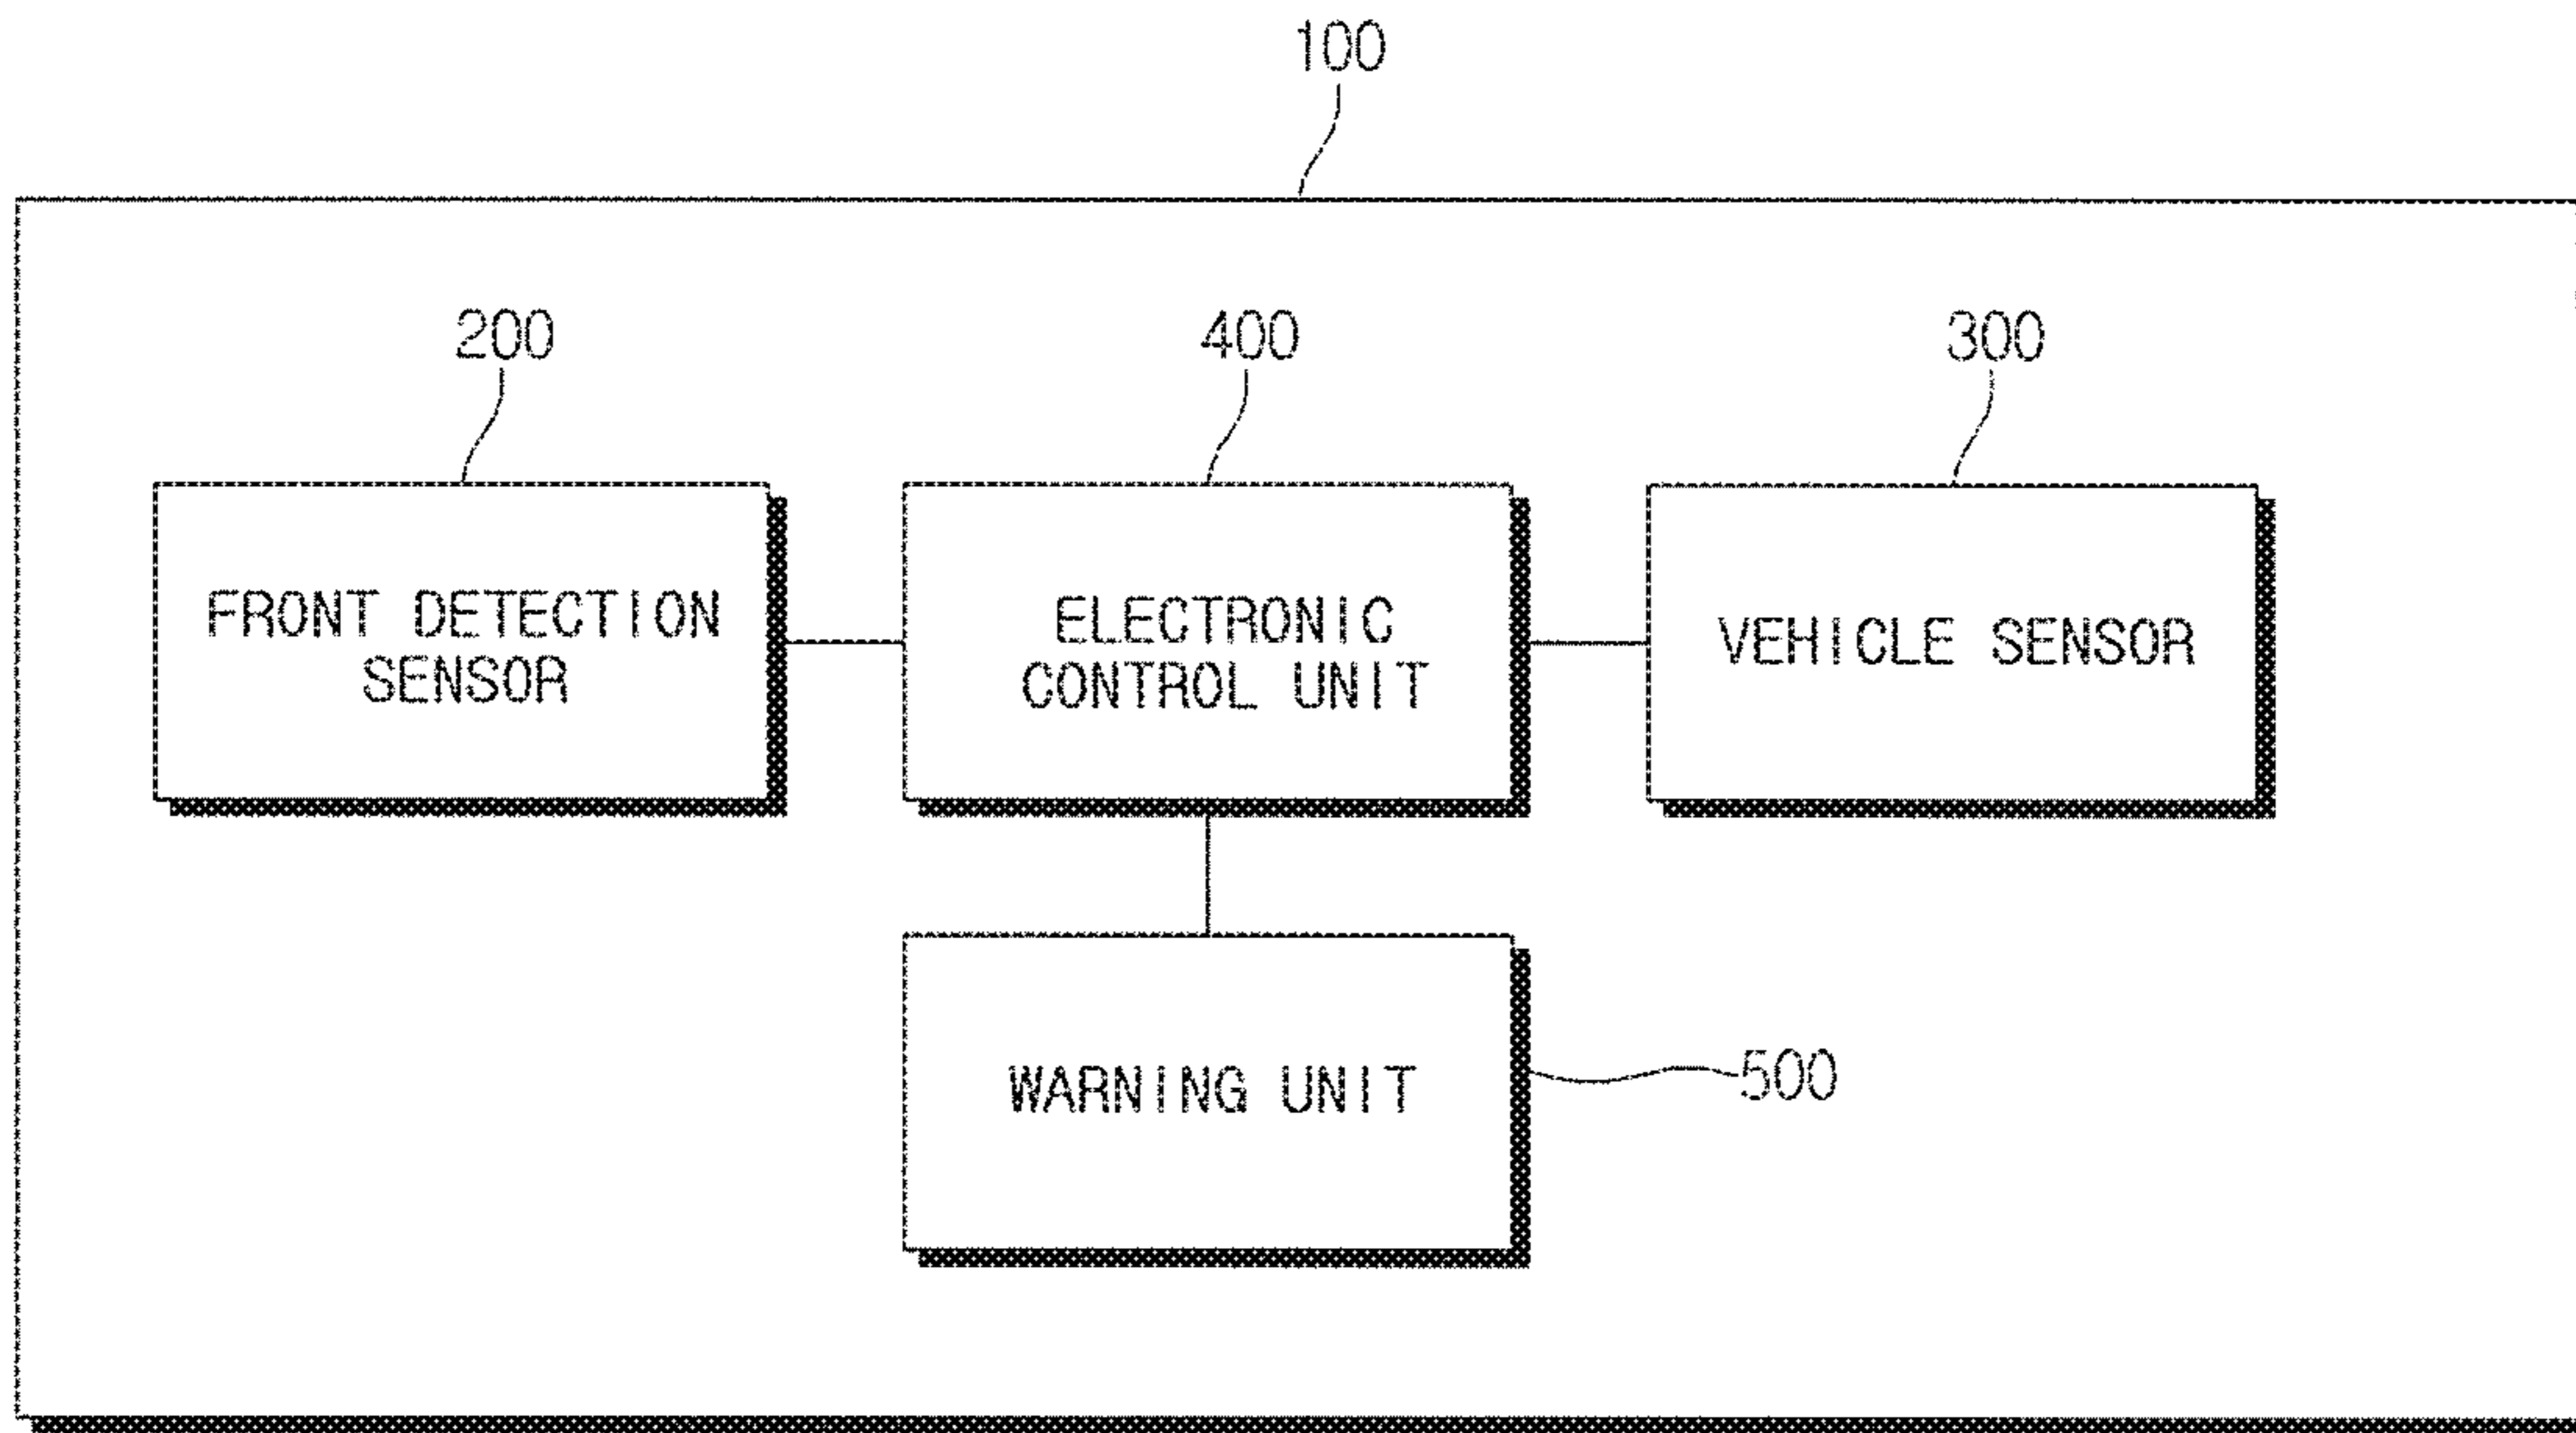 100
200
400
300
FRONT DETECTION
SENSOR
ELECTRONIC
CONTROL UNIT
VEHICLE SENSOR
WARNING UNIT
500